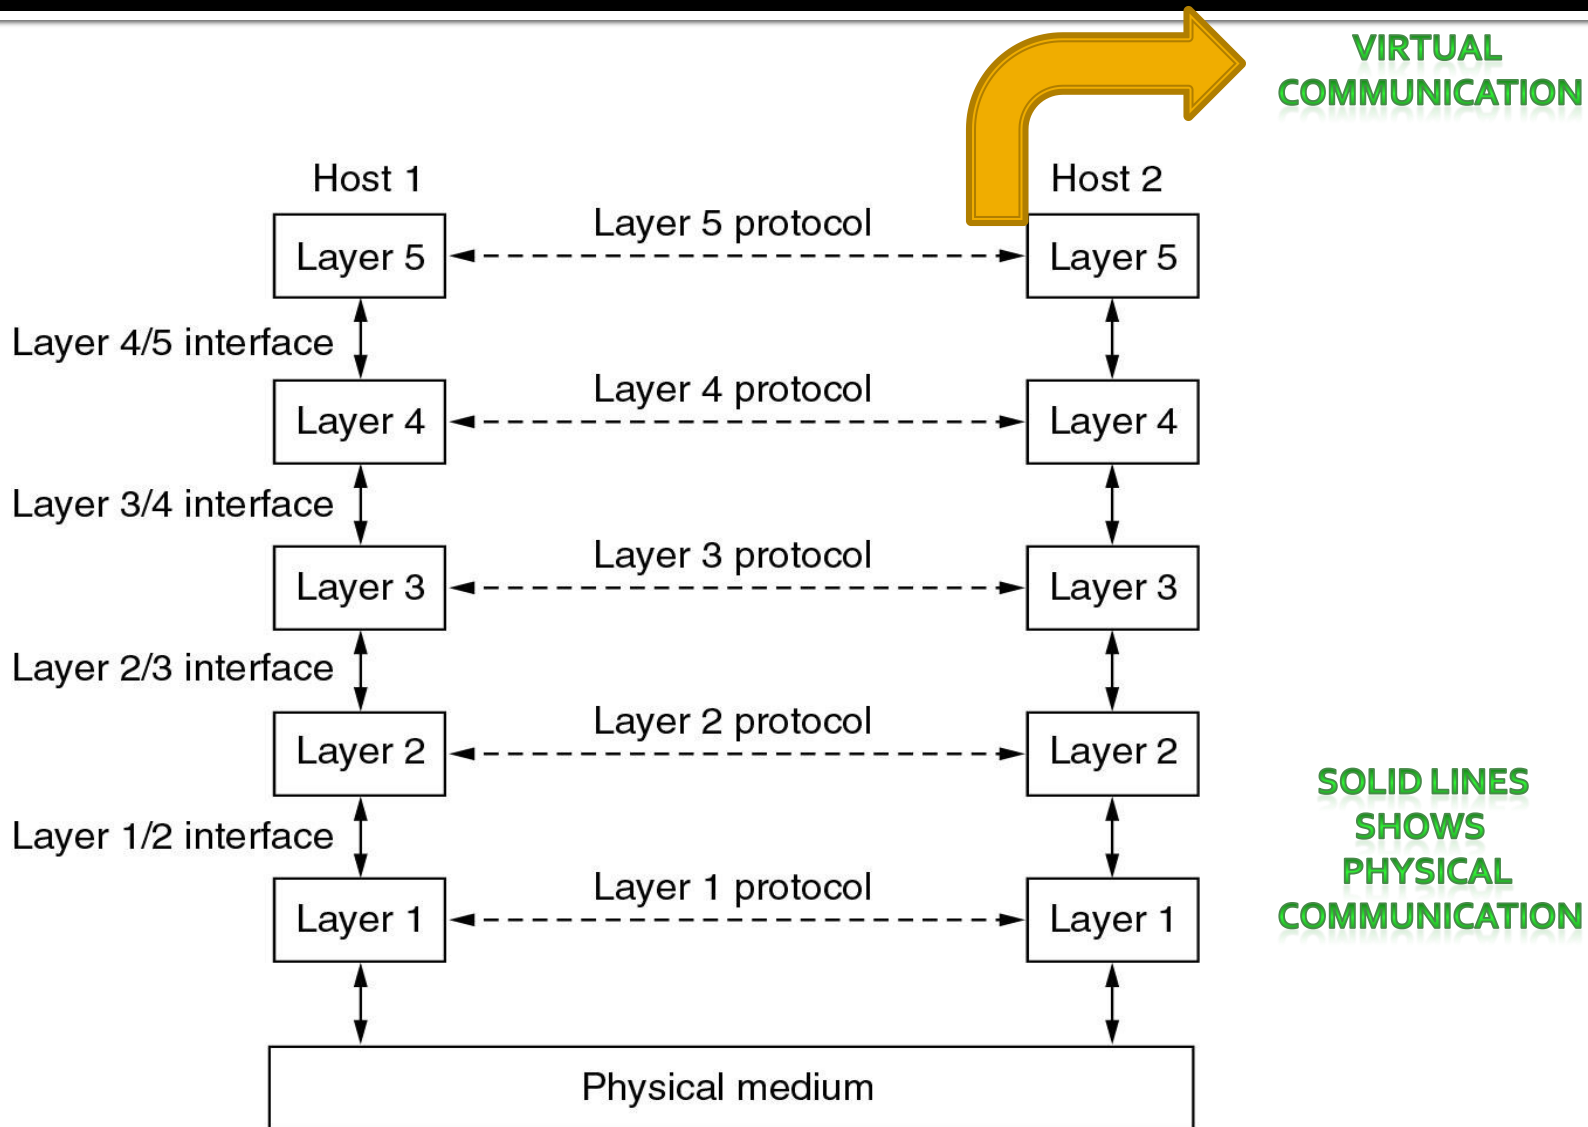 VIRTUAL
COMMUNICATION
Host 1
Host 2
Layer 5 protocol
Layer 5
Layer 5
Layer 4/5 interface
Layer 4 protocol
Layer 4
Layer 4
Layer 3/4 interface
Layer 3 protocol
Layer 3
Layer 3
Layer 2/3 interface
Layer 2 protocol
Layer 2
Layer 2
SOLID LINES
SHOWS
PHYSICAL
COMMUNICATION
Layer 1/2 interface
Layer 1 protocol
Layer 1
Layer 1
Physical medium